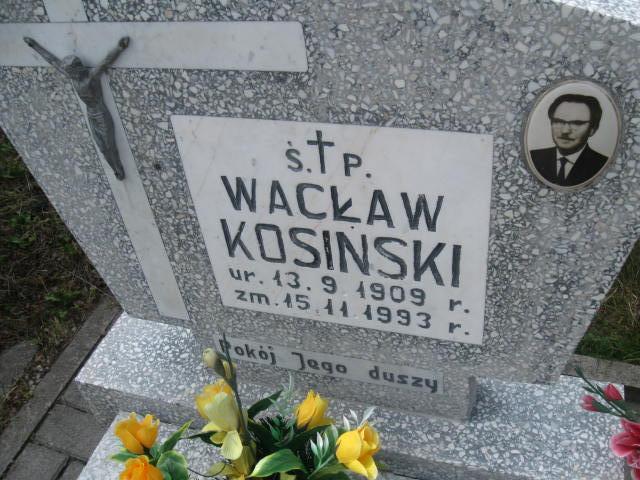 Ś. P.
WACŁAW
KOSINSKI
ur. 13. 9. 1909 r.
zm. 15. 11. 1993 r.
Pokój Jego duszy